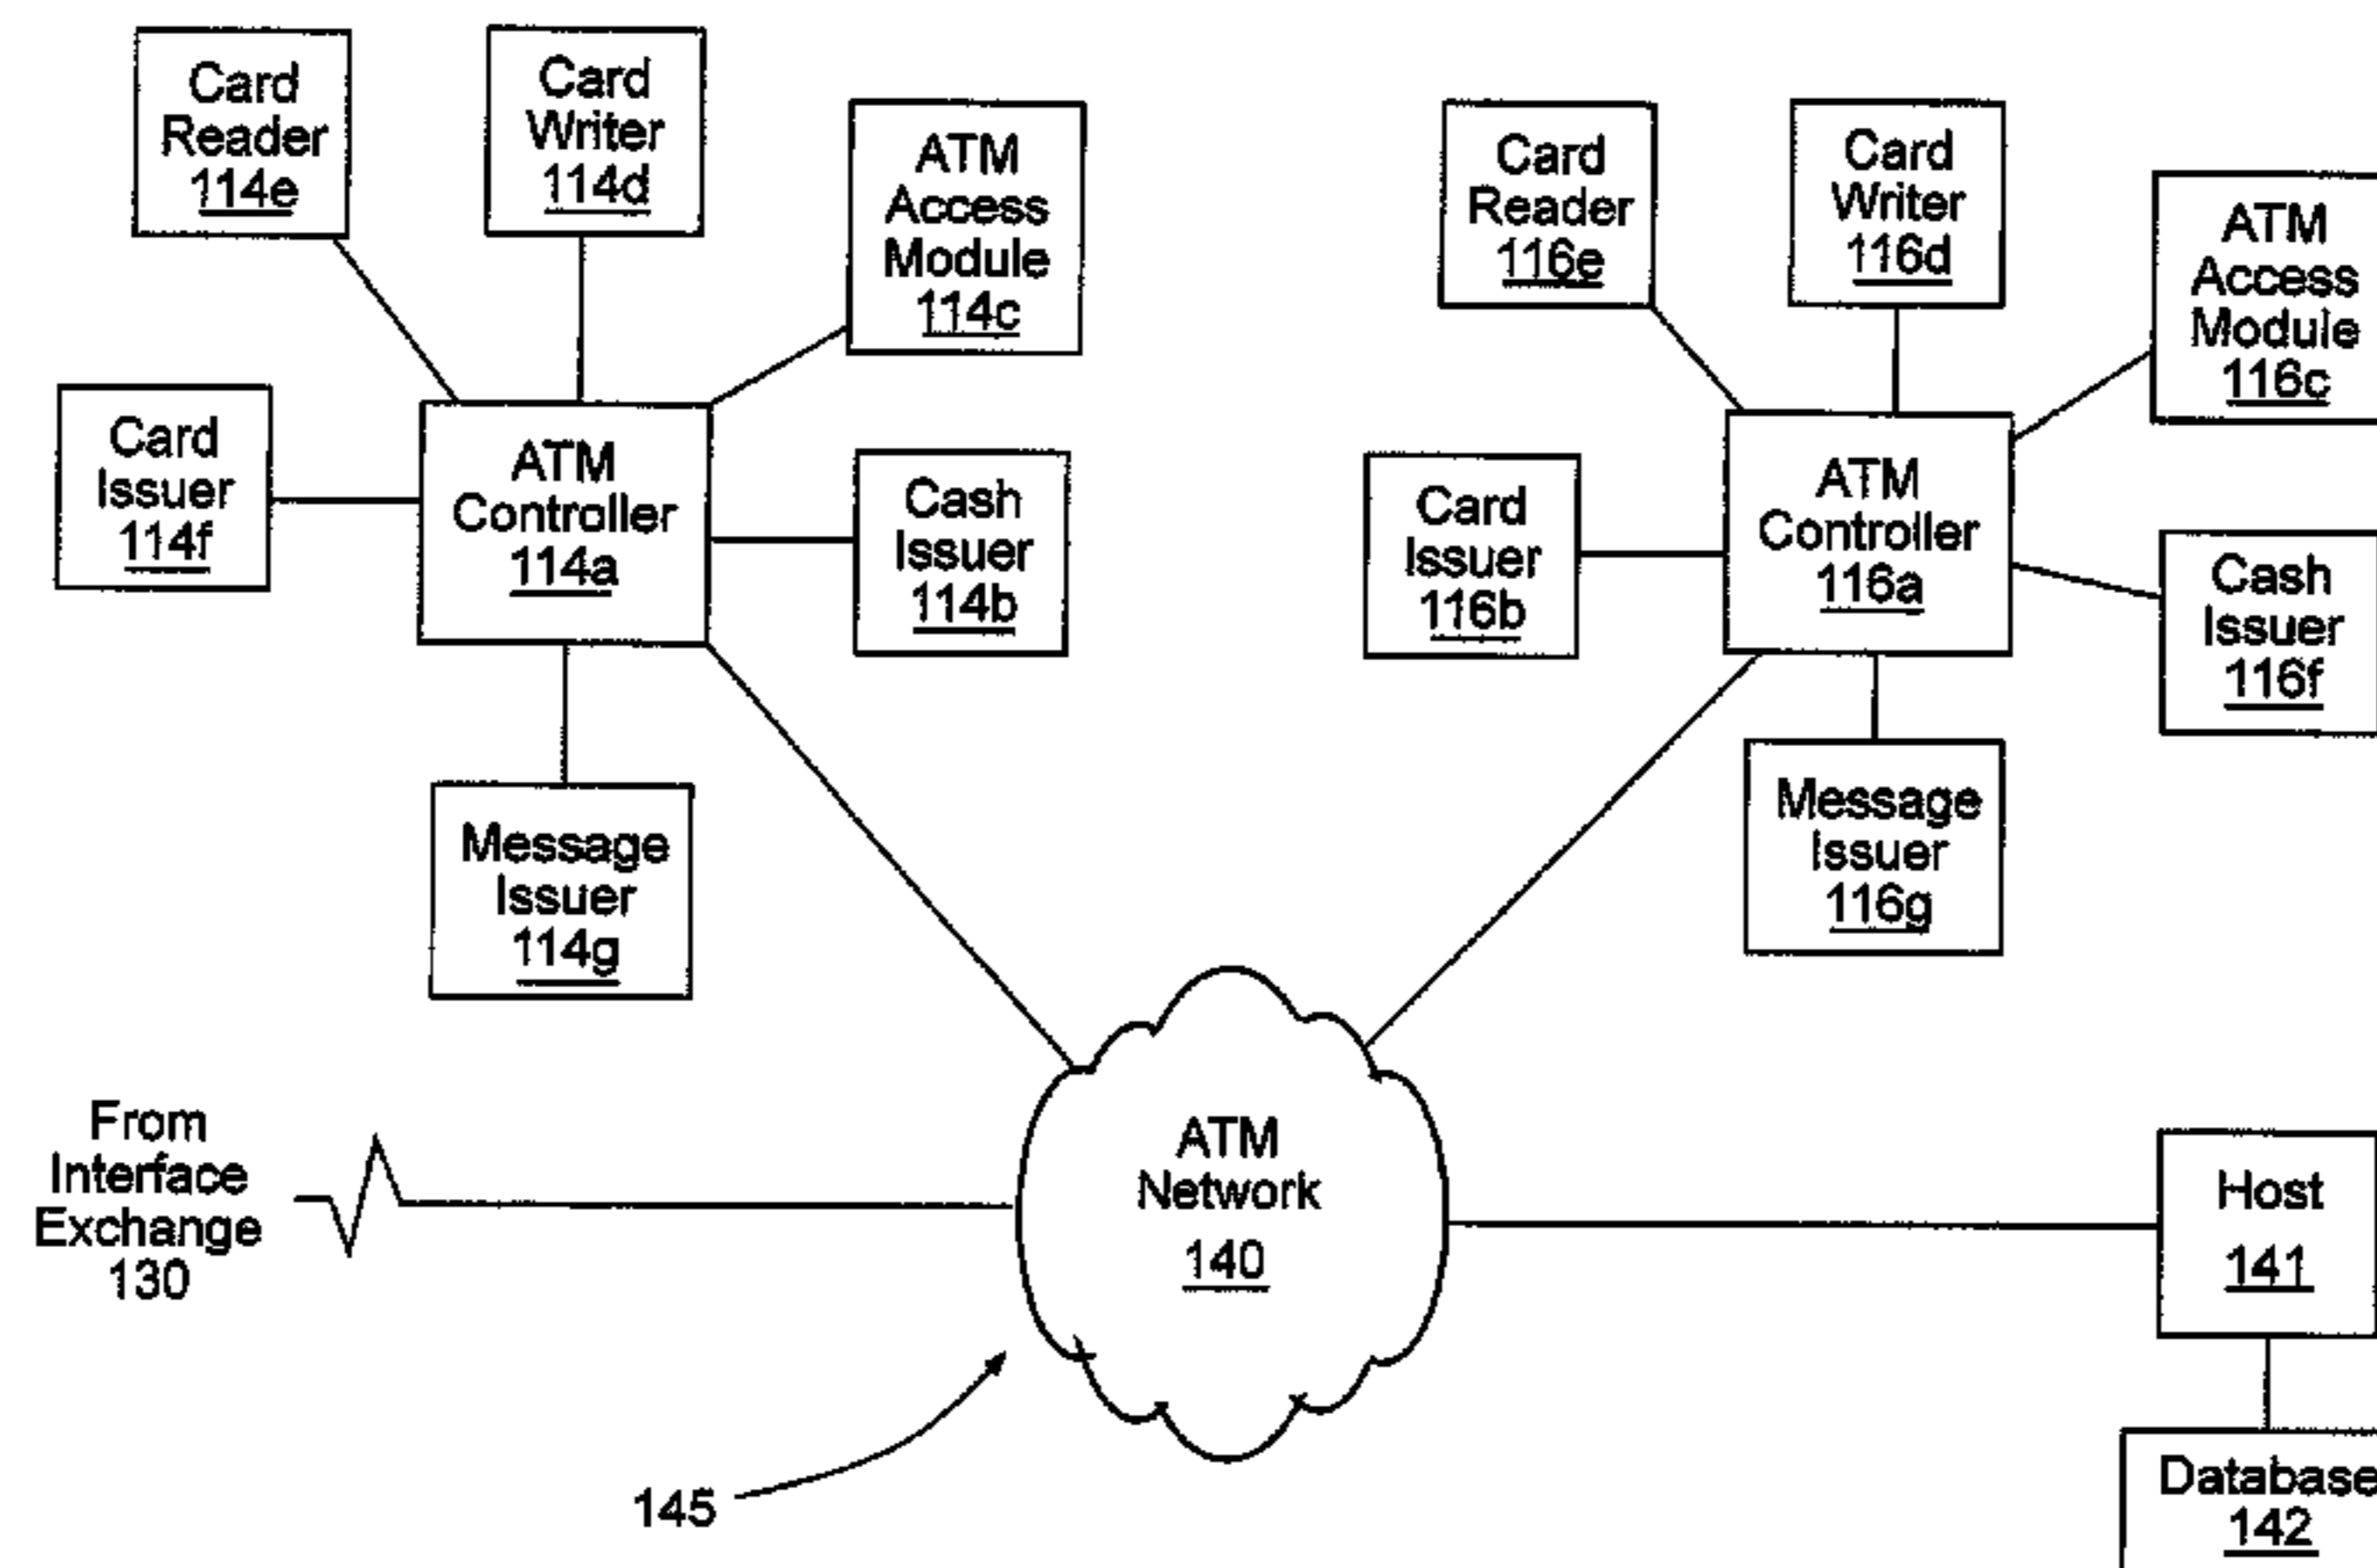 Card
Reader
114e
Card
Writer
114d
ATM
Access
Module
114c
Card
Reader
116e
Card
Writer
116d
ATM
Access
Module
116c
Card
Issuer
114f
ATM
Controller
114a
Cash
Issuer
114b
Card
Issuer
116b
ATM
Controller
116a
Cash
Issuer
116f
Message
Issuer
114g
Message
Issuer
116g
From
Interface
Exchange
130
ATM
Network
140
Host
141
145
Database
142